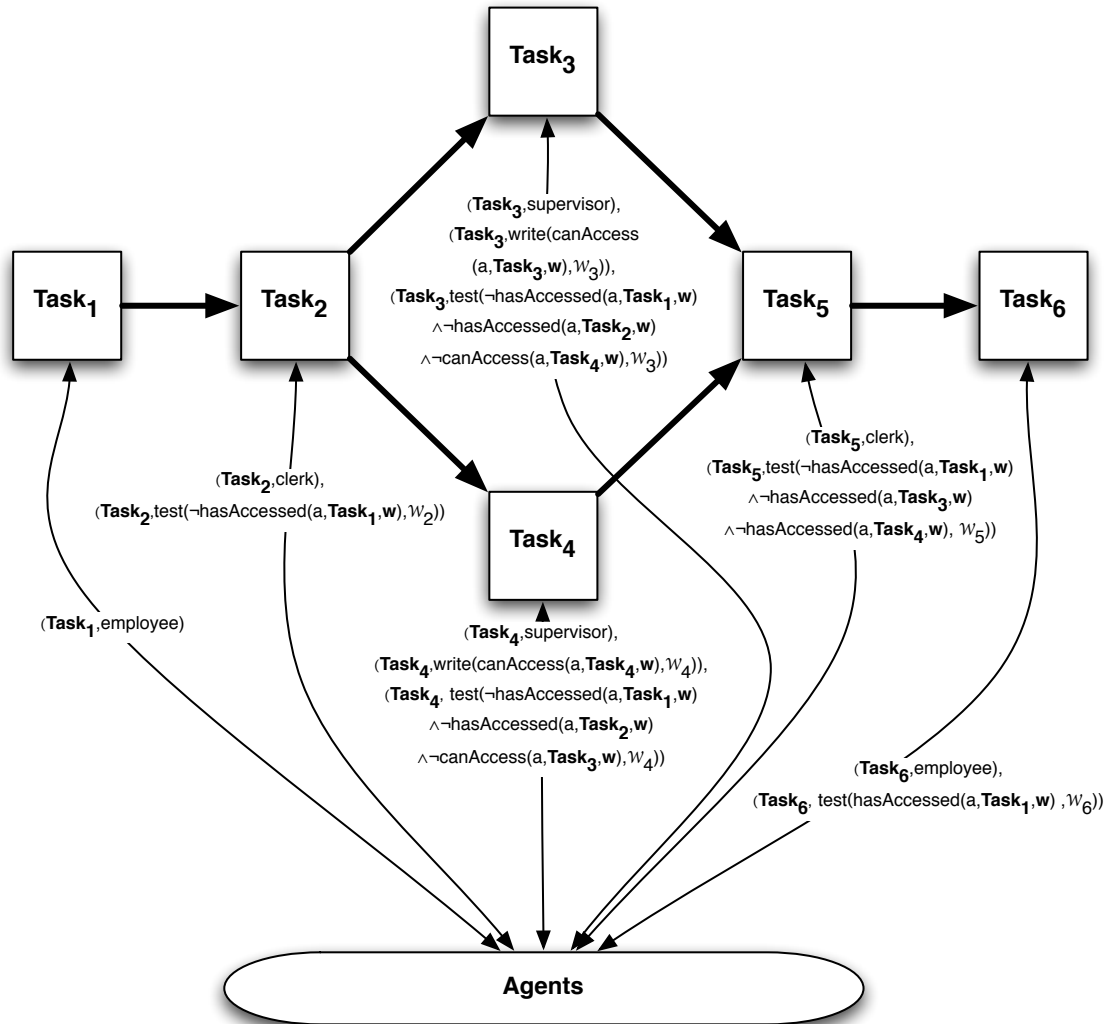 Task3
(Task3,supervisor),
(Task3,write(canAccess
(a,Task3,w),W3)),
(Task3,test(¬hasAccessed(a,Task1,w)
∧¬hasAccessed(a,Task2,w)
∧¬canAccess(a,Task4,w),W3))
Task1
Task2
Task5
Task6
(Task2,clerk),
(Task2,test(¬hasAccessed(a,Task1,w),W2))
(Task5,clerk),
(Task5,test(¬hasAccessed(a,Task1,w)
∧¬hasAccessed(a,Task3,w)
∧¬hasAccessed(a,Task4,w), W5))
Task4
(Task1,employee)
(Task4,supervisor),
(Task4,write(canAccess(a,Task4,w),W4)),
(Task4, test(¬hasAccessed(a,Task1,w)
∧¬hasAccessed(a,Task2,w)
∧¬canAccess(a,Task3,w),W4))
(Task6,employee),
(Task6, test(hasAccessed(a,Task1,w) ,W6))
Agents